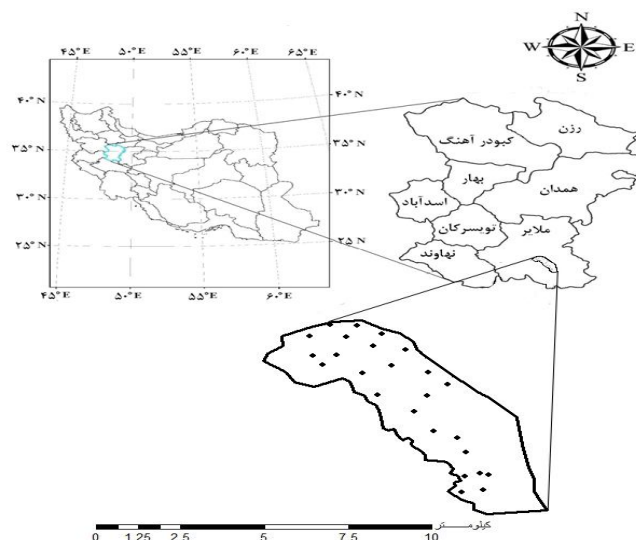 N
W E
S
۴۵°E ۵۰°E ۵۵°E ۶۰°E ۶۵°E
۴۰°N ۴۰°N
۳۵°N ۳۵°N
۳۰°N ۳۰°N
۲۵°N ۲۵°N
۴۵°E ۵۰°E ۵۵°E ۶۰°E
رزن
کبودر آهنگ
بهار
همدان
اسدآباد
تویسرکان
ملایر
نهاوند
کیلومتر
0 1.25 2.5 5 7.5 10